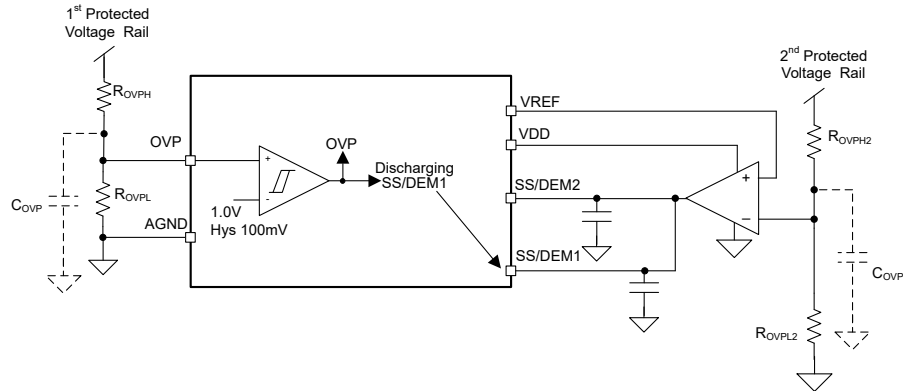 1st Protected
Voltage Rail
ROVPH
OVP
COVP
ROVPL
AGND
+
-
1.0V
Hys 100mV
OVP
Discharging
SS/DEM1
VREF
VDD
SS/DEM2
SS/DEM1
+
−
2nd Protected
Voltage Rail
ROVPH2
COVP
ROVPL2